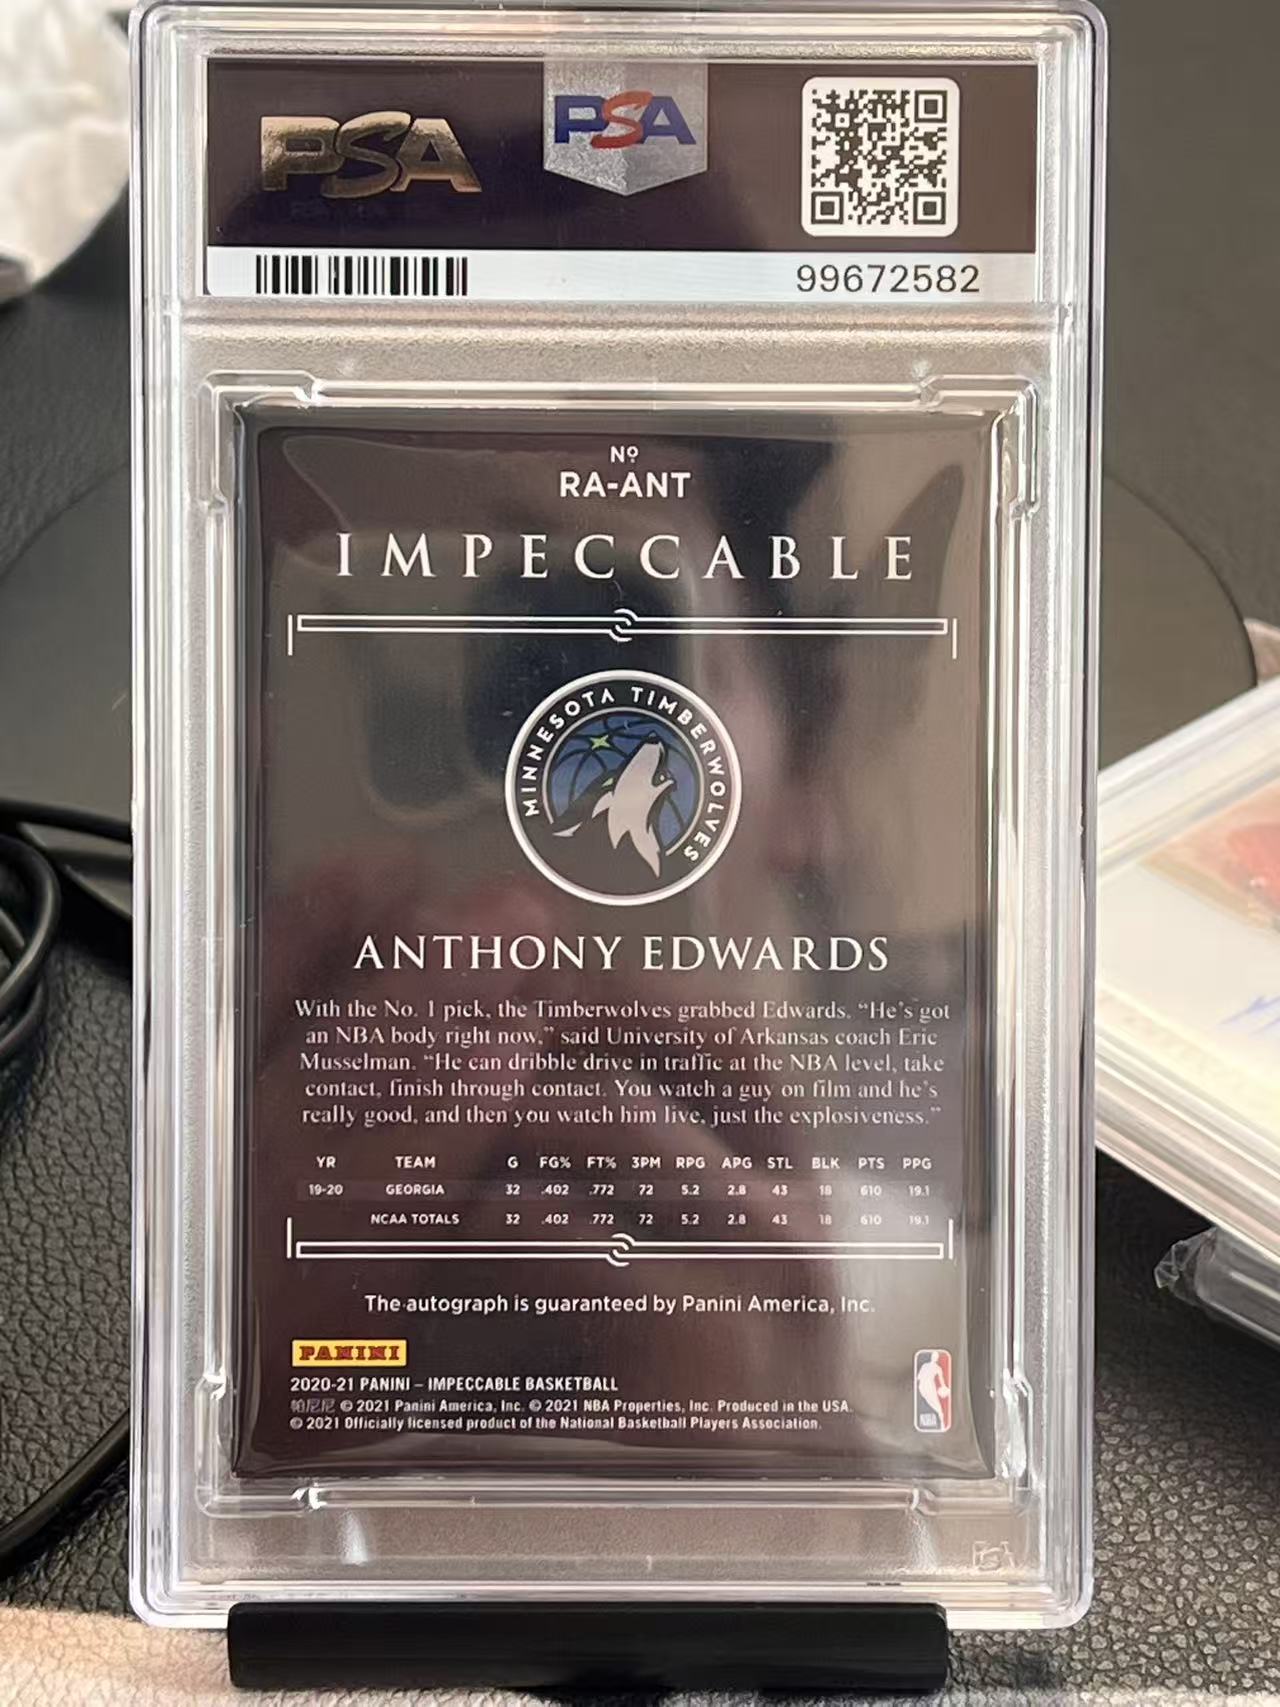 PSA
PSA
99672582
Nº
RA-ANT
IMPECCABLE
MINNESOTA TIMBERWOLVES
ANTHONY EDWARDS
With the No. 1 pick, the Timberwolves grabbed Edwards. “He’s got
an NBA body right now,” said University of Arkansas coach Eric
Musselman. “He can dribble drive in traffic at the NBA level, take
contact, finish through contact. You watch a guy on film and he’s
really good, and then you watch him live, just the explosiveness.”
YR TEAM G FG% FT% 3PM RPG APG STL BLK PTS PPG
19-20 GEORGIA 32 .402 .772 72 5.2 2.8 43 18 610 19.1
NCAA TOTALS 32 .402 .772 72 5.2 2.8 43 18 610 19.1
The autograph is guaranteed by Panini America, Inc.
PANINI
2020-21 PANINI – IMPECCABLE BASKETBALL
帕尼尼 © 2021 Panini America, Inc. © 2021 NBA Properties, Inc. Produced in the USA.
© 2021 Officially licensed product of the National Basketball Players Association.
NBA